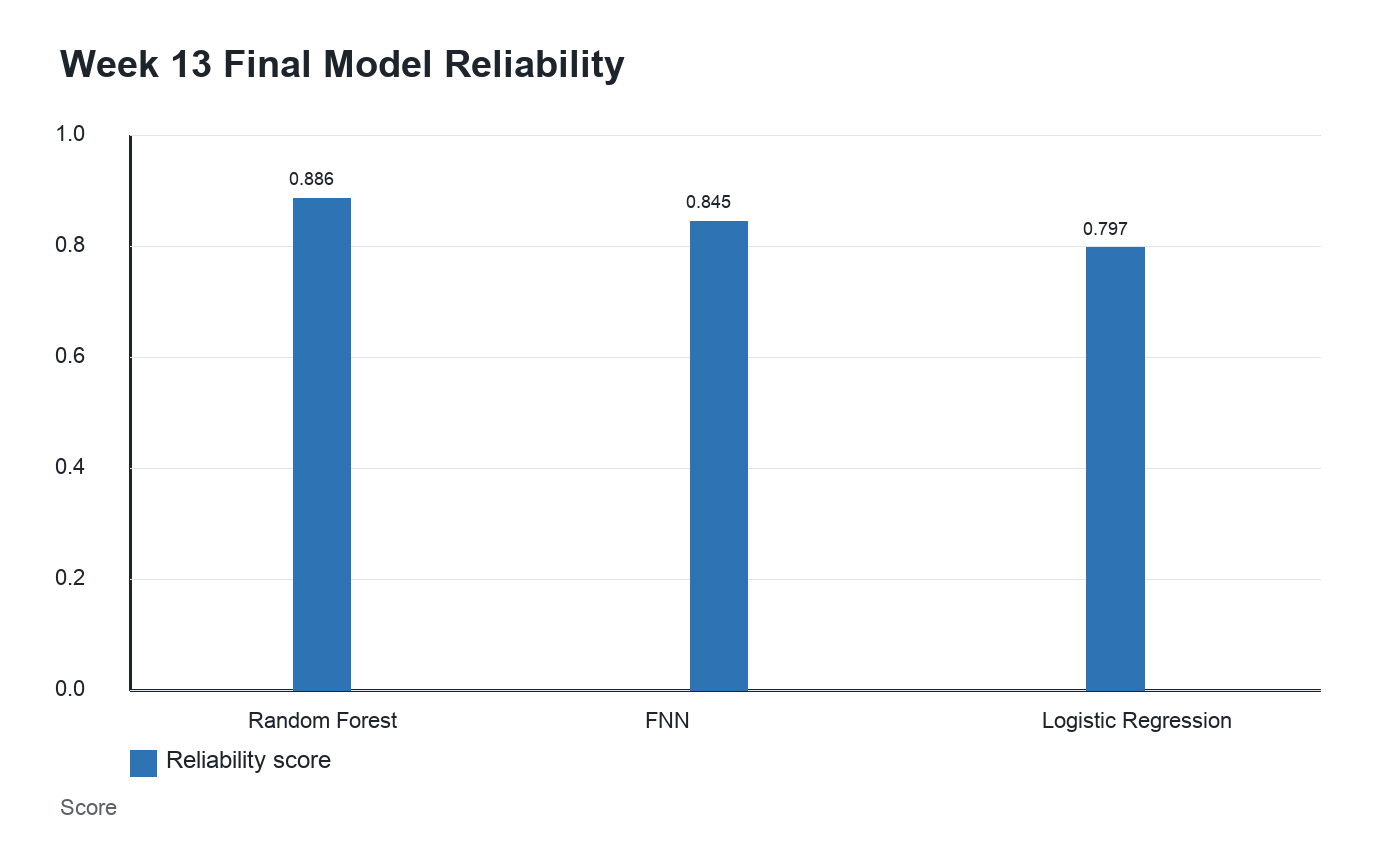 Week 13 Final Model Reliability
1.0
0.886
0.845
0.797
0.8
0.6
0.4
0.2
0.0
Random Forest FNN Logistic Regression
Reliability score
Score